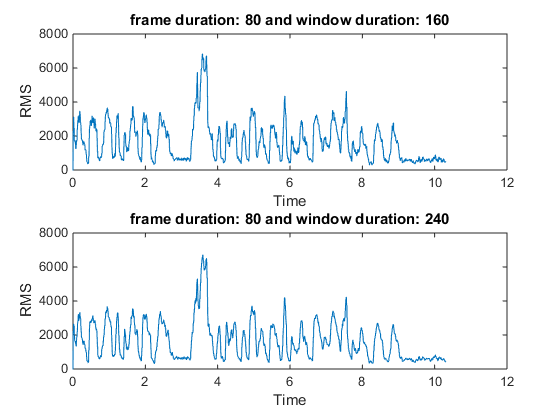 frame duration: 80 and window duration: 160
8000
6000
4000
2000
0
RMS
0 2 4 6 8 10 12
Time
frame duration: 80 and window duration: 240
8000
6000
4000
2000
0
RMS
0 2 4 6 8 10 12
Time